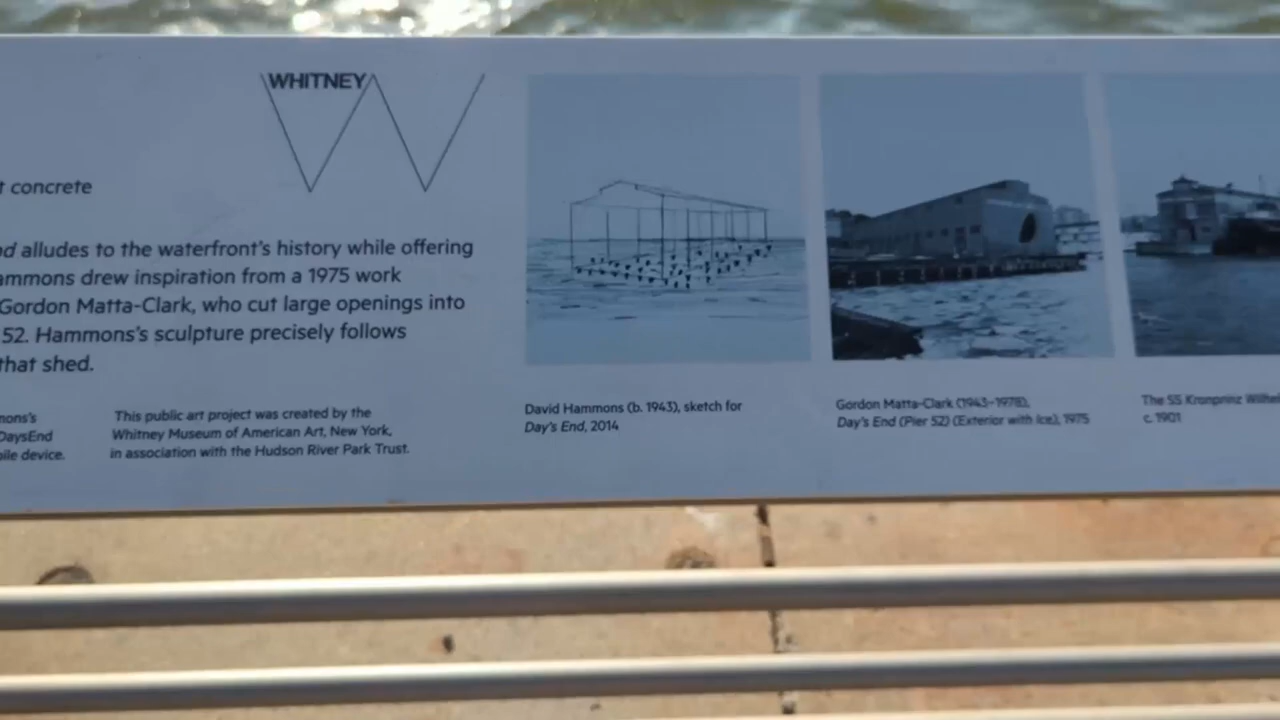 WHITNEY
t concrete
nd alludes to the waterfront's history while offering
ammons drew inspiration from a 1975 work
Gordon Matta-Clark, who cut large openings into
52. Hammons's sculpture precisely follows
that shed.
mons's
DaysEnd
bile device.
This public art project was created by the
Whitney Museum of American Art, New York,
in association with the Hudson River Park Trust.
David Hammons (b. 1943), sketch for
Day's End, 2014
Gordon Matta-Clark (1943–1978),
Day's End (Pier 52) (Exterior with Ice), 1975
The SS Kronprinz Wilhe
c. 1901